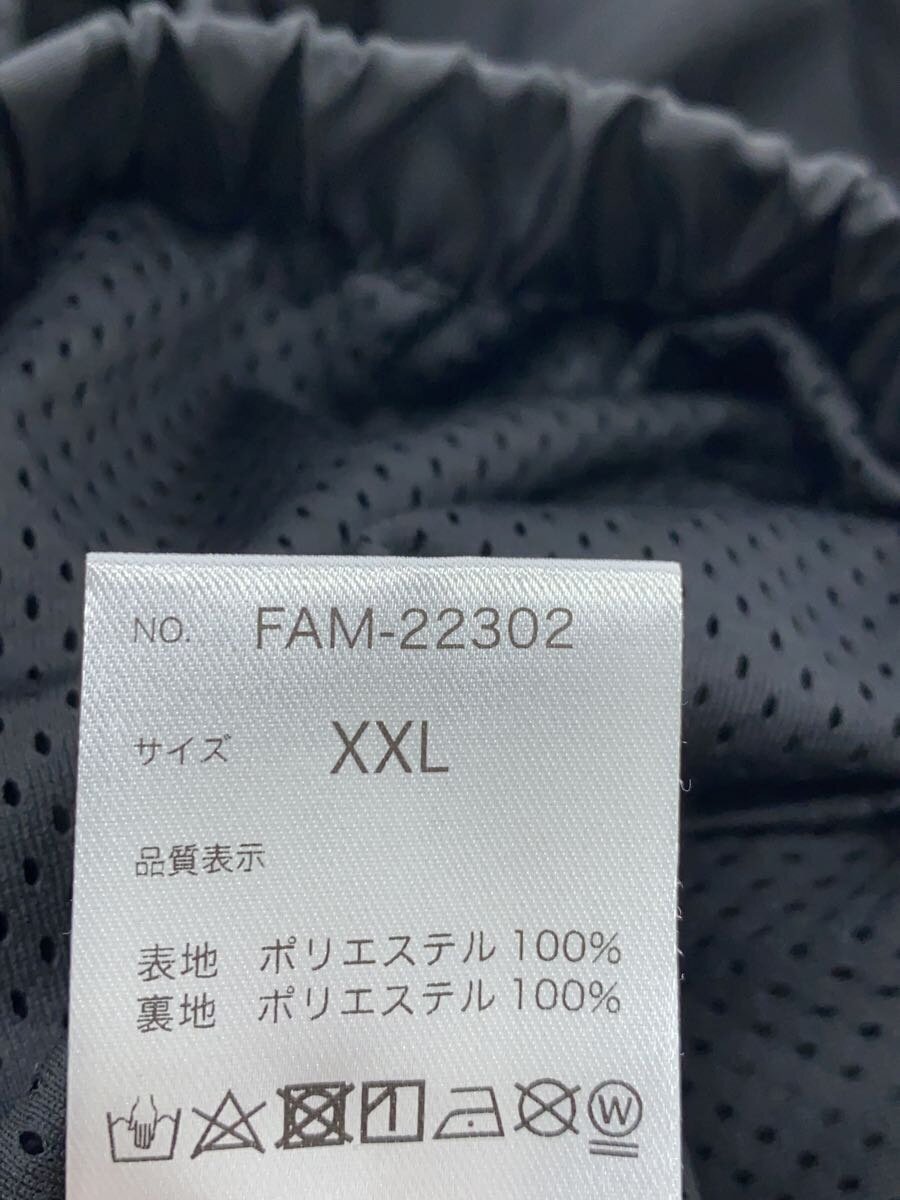 NO. FAM-22302
サイズ XXL
品質表示
表地 ポリエステル 100%
裏地 ポリエステル 100%
W